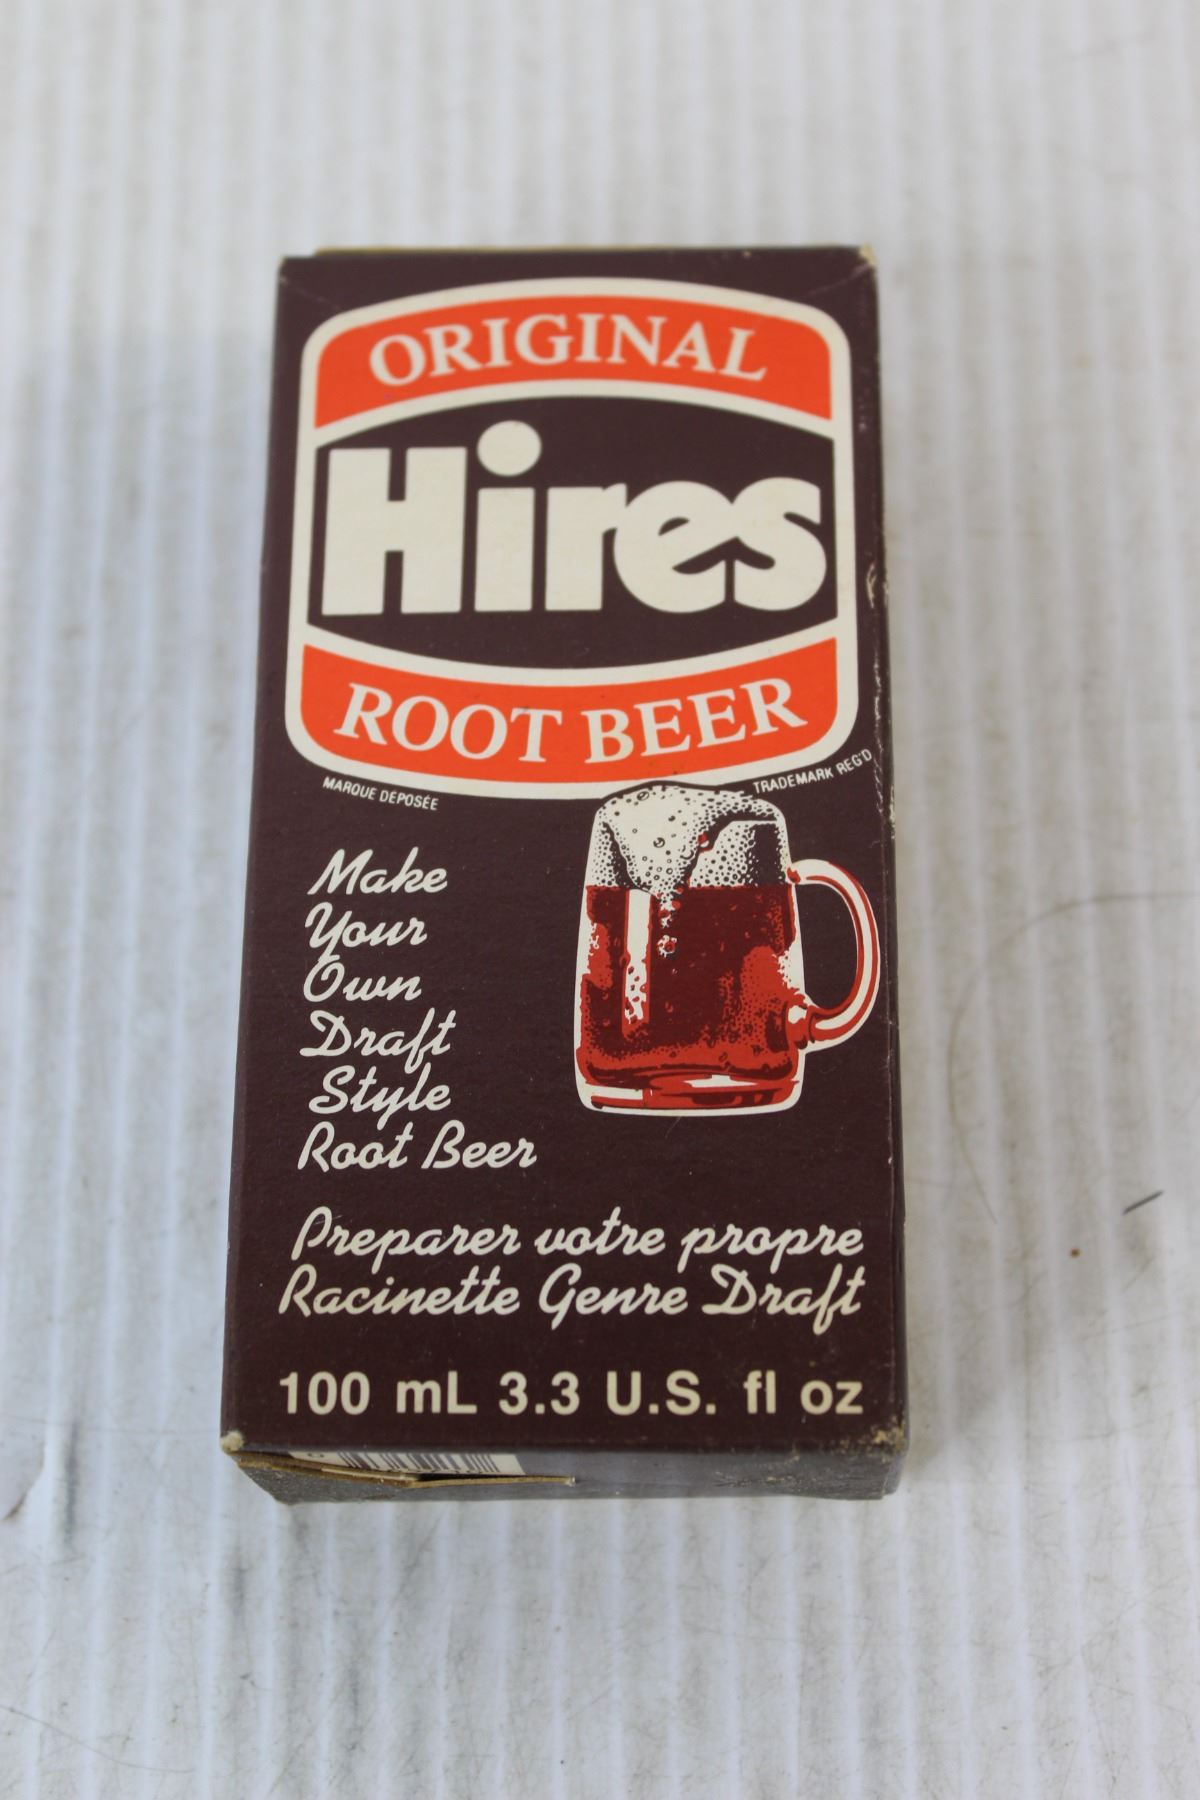 ORIGINAL
Hires
ROOT BEER
MARQUE DÉPOSÉE
TRADEMARK REG'D
Make
Your
Own
Draft
Style
Root Beer
Preparer votre propre
Racinette Genre Draft
100 mL 3.3 U.S. fl oz